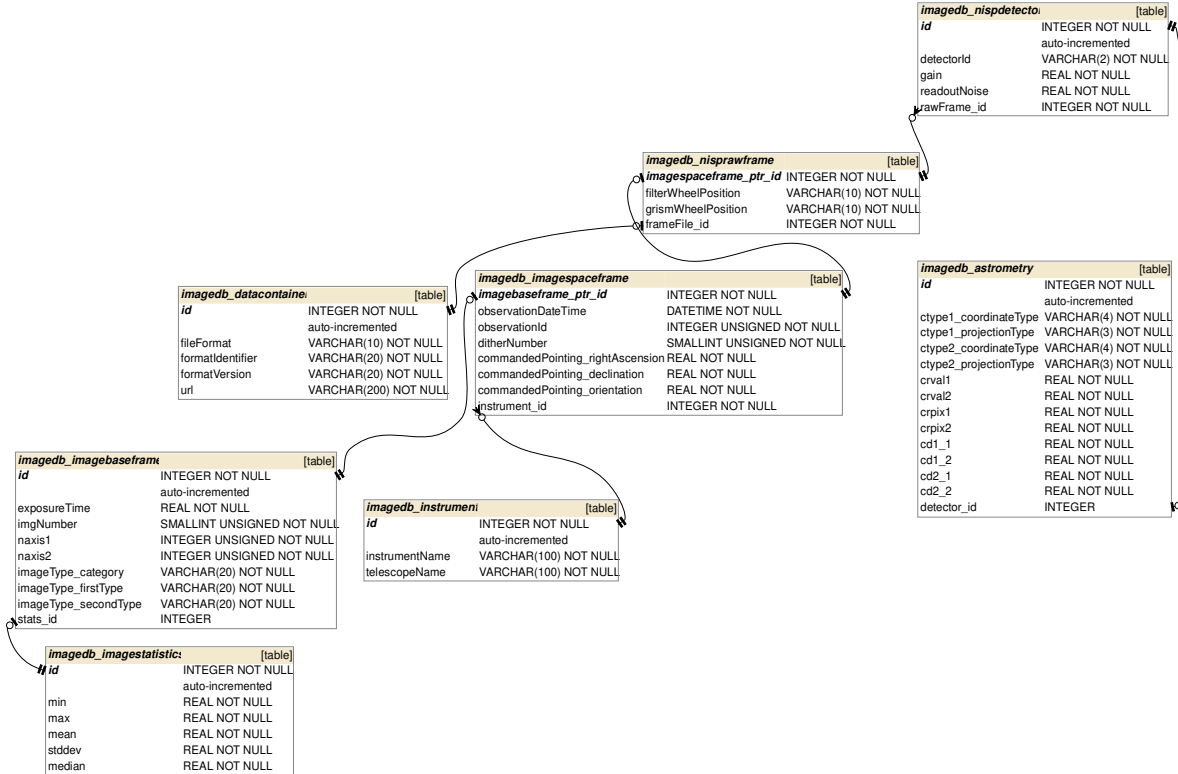 imagedb_nispdetector [table]
id INTEGER NOT NULL
auto-incremented
detectorId VARCHAR(2) NOT NULL
gain REAL NOT NULL
readoutNoise REAL NOT NULL
rawFrame_id INTEGER NOT NULL
imagedb_nisprawframe [table]
imagespaceframe_ptr_id INTEGER NOT NULL
filterWheelPosition VARCHAR(10) NOT NULL
grismWheelPosition VARCHAR(10) NOT NULL
frameFile_id INTEGER NOT NULL
imagedb_datacontainer [table]
id INTEGER NOT NULL
auto-incremented
fileFormat VARCHAR(10) NOT NULL
formatIdentifier VARCHAR(20) NOT NULL
formatVersion VARCHAR(20) NOT NULL
url VARCHAR(200) NOT NULL
imagedb_imagespaceframe [table]
imagebaseframe_ptr_id INTEGER NOT NULL
observationDateTime DATETIME NOT NULL
observationId INTEGER UNSIGNED NOT NULL
ditherNumber SMALLINT UNSIGNED NOT NULL
commandedPointing_rightAscension REAL NOT NULL
commandedPointing_declination REAL NOT NULL
commandedPointing_orientation REAL NOT NULL
instrument_id INTEGER NOT NULL
imagedb_astrometry [table]
id INTEGER NOT NULL
auto-incremented
ctype1_coordinateType VARCHAR(4) NOT NULL
ctype1_projectionType VARCHAR(3) NOT NULL
ctype2_coordinateType VARCHAR(4) NOT NULL
ctype2_projectionType VARCHAR(3) NOT NULL
crval1 REAL NOT NULL
crval2 REAL NOT NULL
crpix1 REAL NOT NULL
crpix2 REAL NOT NULL
cd1_1 REAL NOT NULL
cd1_2 REAL NOT NULL
cd2_1 REAL NOT NULL
cd2_2 REAL NOT NULL
detector_id INTEGER
imagedb_imagebaseframe [table]
id INTEGER NOT NULL
auto-incremented
exposureTime REAL NOT NULL
imgNumber SMALLINT UNSIGNED NOT NULL
naxis1 INTEGER UNSIGNED NOT NULL
naxis2 INTEGER UNSIGNED NOT NULL
imageType_category VARCHAR(20) NOT NULL
imageType_firstType VARCHAR(20) NOT NULL
imageType_secondType VARCHAR(20) NOT NULL
stats_id INTEGER
imagedb_instrument [table]
id INTEGER NOT NULL
auto-incremented
instrumentName VARCHAR(100) NOT NULL
telescopeName VARCHAR(100) NOT NULL
imagedb_imagestatistics [table]
id INTEGER NOT NULL
auto-incremented
min REAL NOT NULL
max REAL NOT NULL
mean REAL NOT NULL
stddev REAL NOT NULL
median REAL NOT NULL